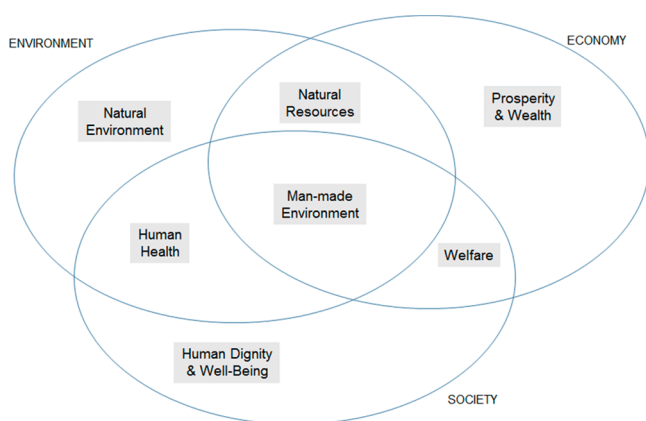 ENVIRONMENT
ECONOMY
Natural
Environment
Natural
Resources
Prosperity
& Wealth
Man-made
Environment
Human
Health
Welfare
Human Dignity
& Well-Being
SOCIETY